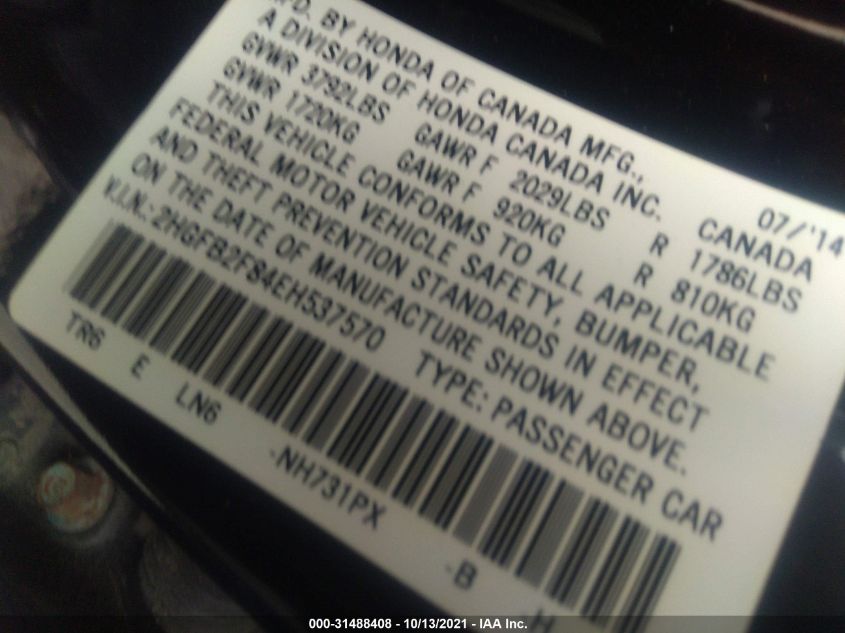 MFD. BY HONDA OF CANADA MFG., 07/'14
A DIVISION OF HONDA CANADA INC. CANADA
GVWR 3792LBS GAWR F 2029LBS R 1786LBS
GVWR 1720KG GAWR F 920KG R 810KG
THIS VEHICLE CONFORMS TO ALL APPLICABLE
FEDERAL MOTOR VEHICLE SAFETY, BUMPER,
AND THEFT PREVENTION STANDARDS IN EFFECT
ON THE DATE OF MANUFACTURE SHOWN ABOVE.
V.I.N.: 2HGFB2F84EH537570 TYPE: PASSENGER CAR
TR6 E LN6 -NH731PX -B H
000-31488408 - 10/13/2021 - IAA Inc.